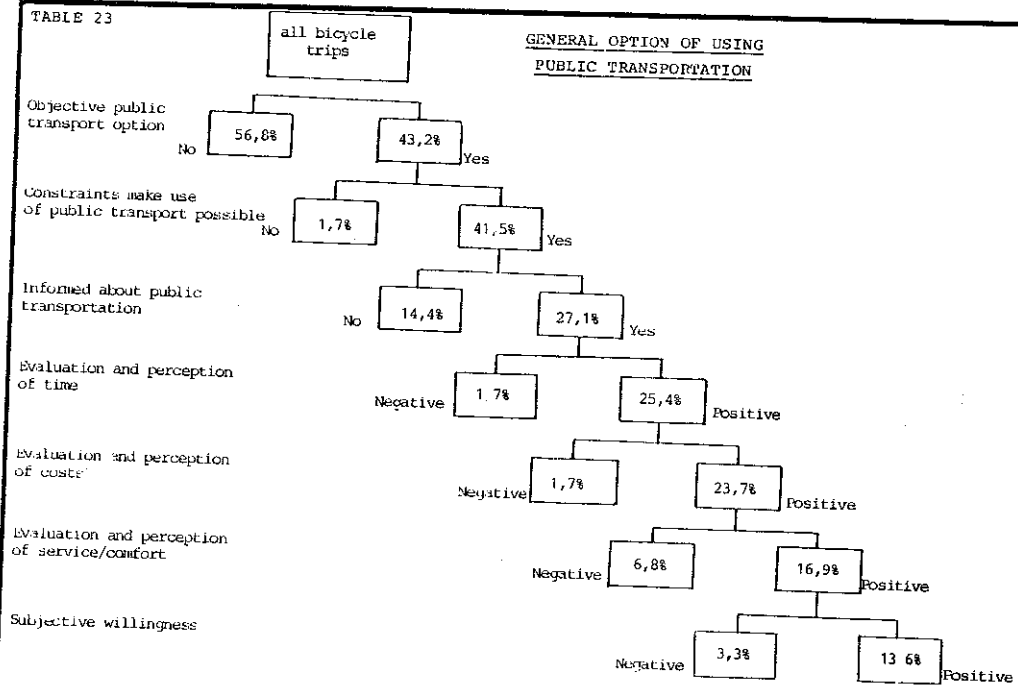 TABLE 23
all bicycle
trips
GENERAL OPTION OF USING
PUBLIC TRANSPORTATION
Objective public
transport option
No
56,8%
43,2%
Yes
Constraints make use
of public transport possible
No
1,7%
41,5%
Yes
Informed about public
transportation
No
14,4%
27,1%
Yes
Evaluation and perception
of time
Negative
1 7%
25,4%
Positive
Evaluation and perception
of costs
Negative
1,7%
23,7%
Positive
Evaluation and perception
of service/comfort
Negative
6,8%
16,9%
Positive
Subjective willingness
Negative
3,3%
13 6%
Positive